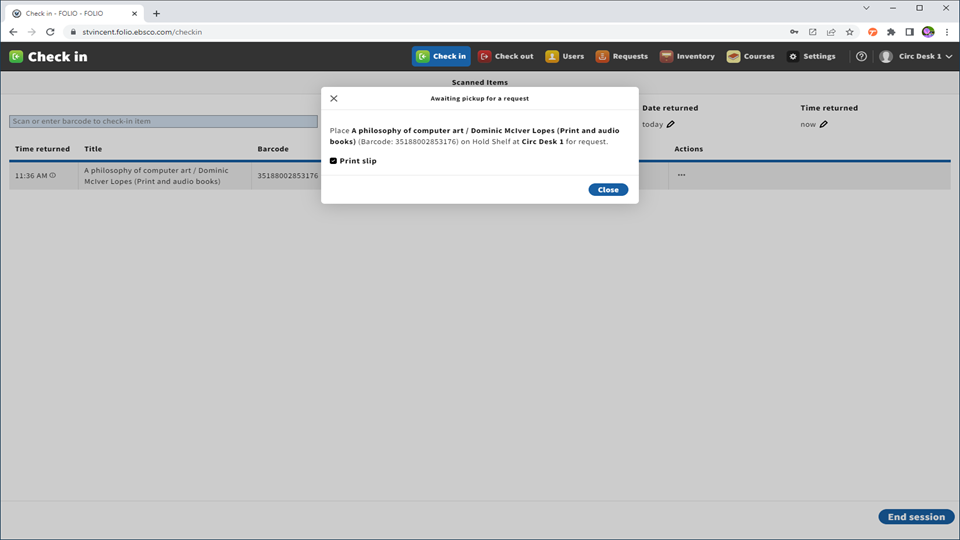 Check in - FOLIO - FOLIO
stvincent.folio.ebsco.com/checkin
Check in
Check in
Check out
Users
Requests
Inventory
Courses
Settings
Circ Desk 1
Scanned Items
Awaiting pickup for a request
Place A philosophy of computer art / Dominic McIver Lopes (Print and audio
books) (Barcode: 35188002853176) on Hold Shelf at Circ Desk 1 for request.
Print slip
Close
Scan or enter barcode to check-in item
Date returned
today
Time returned
now
Time returned
Title
Barcode
Actions
11:36 AM
A philosophy of computer art / Dominic
McIver Lopes (Print and audio books)
35188002853176
End session